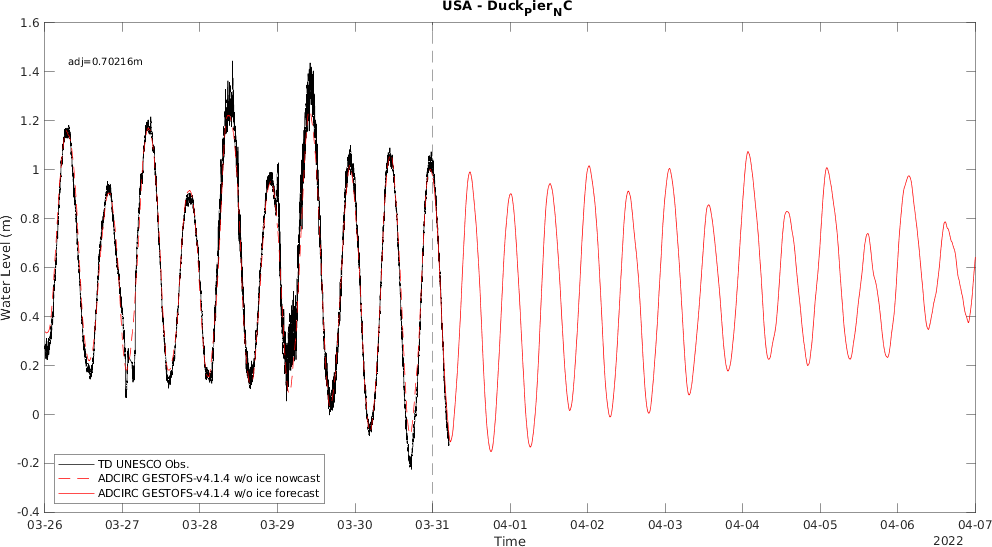 USA - DuckPierNC
1.6
adj=0.70216m
1.4
1.2
1
0.8
0.6
0.4
0.2
0
-0.2
-0.4
Water Level (m)
TD UNESCO Obs.
ADCIRC GESTOFS-v4.1.4 w/o ice nowcast
ADCIRC GESTOFS-v4.1.4 w/o ice forecast
03-26 03-27 03-28 03-29 03-30 03-31 04-01 04-02 04-03 04-04 04-05 04-06 04-07
Time
2022